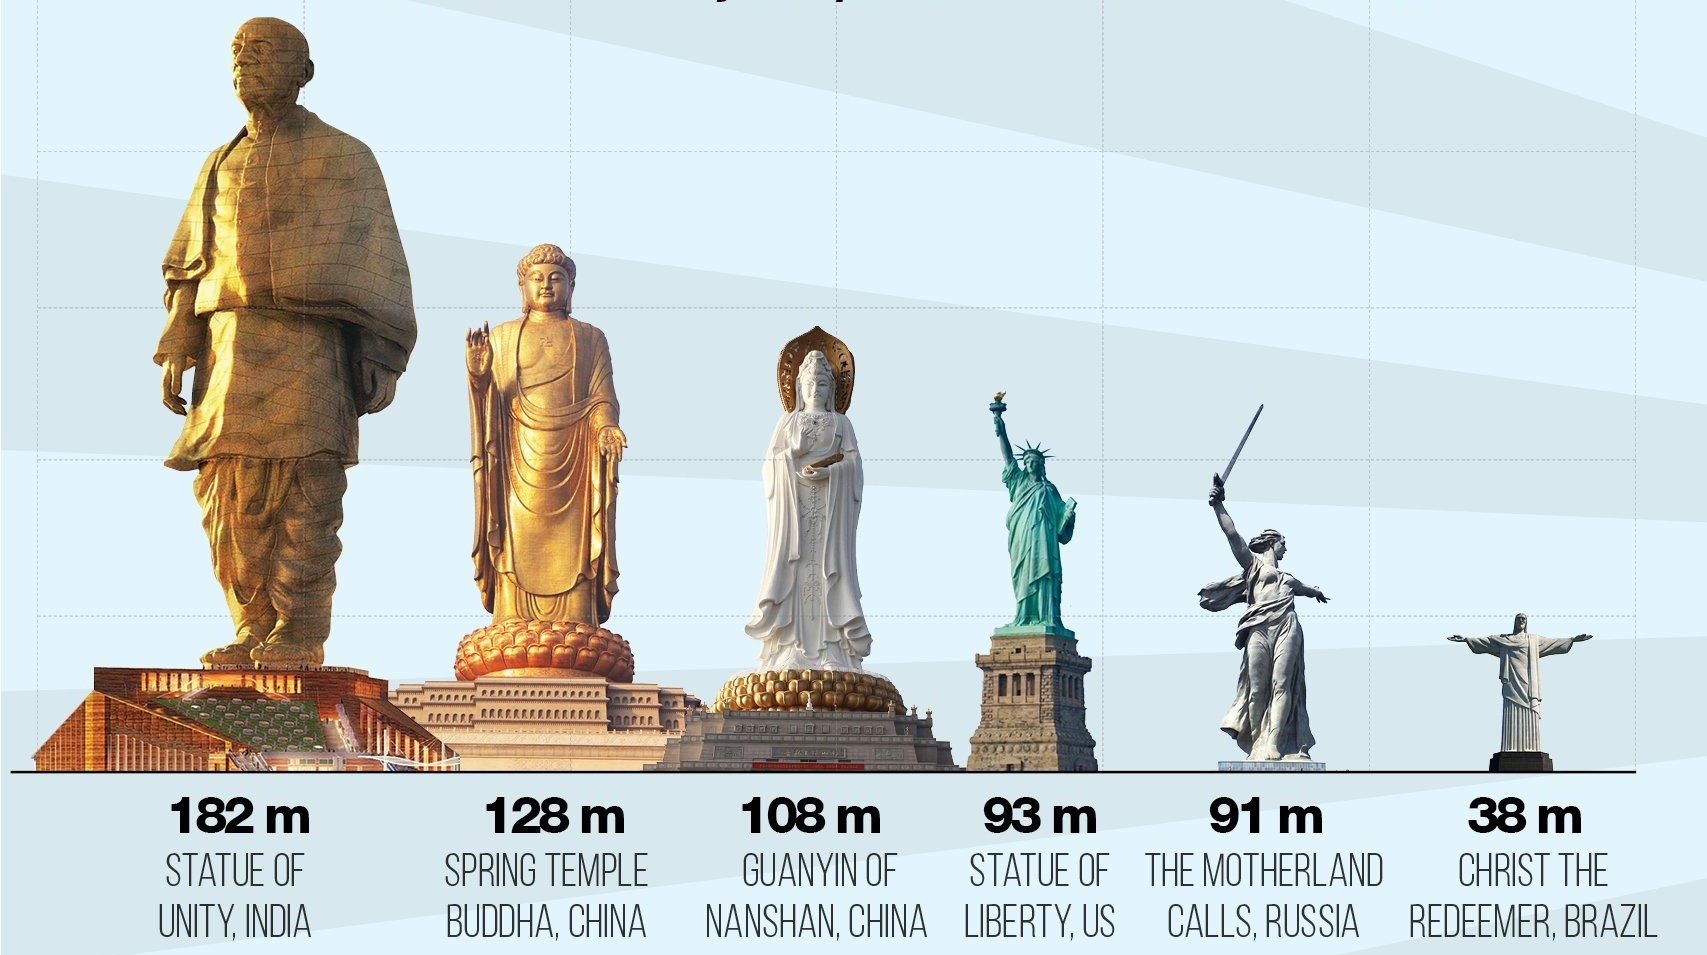 182 m
STATUE OF
UNITY, INDIA
128 m
SPRING TEMPLE
BUDDHA, CHINA
108 m
GUANYIN OF
NANSHAN, CHINA
93 m
STATUE OF
LIBERTY, US
91 m
THE MOTHERLAND
CALLS, RUSSIA
38 m
CHRIST THE
REDEEMER, BRAZIL